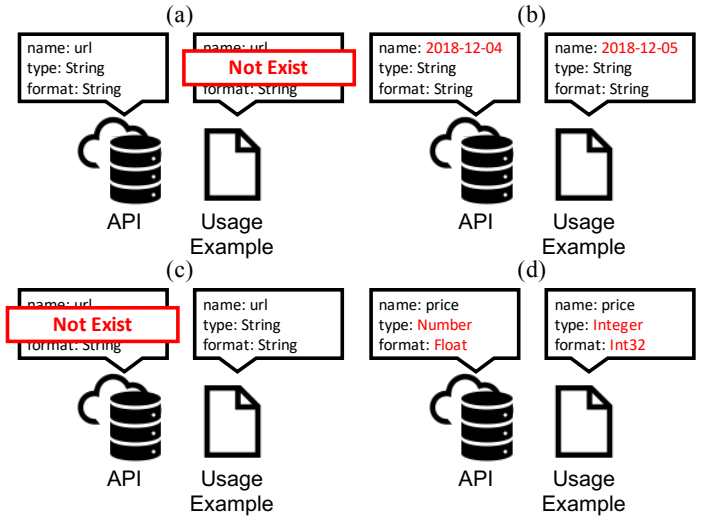 (a)
name: url
type: String
format: String
name: url
Not Exist
format: String
API
Usage
Example
(b)
name: 2018-12-04
type: String
format: String
name: 2018-12-05
type: String
format: String
API
Usage
Example
(c)
name: url
Not Exist
format: String
name: url
type: String
format: String
API
Usage
Example
(d)
name: price
type: Number
format: Float
name: price
type: Integer
format: Int32
API
Usage
Example